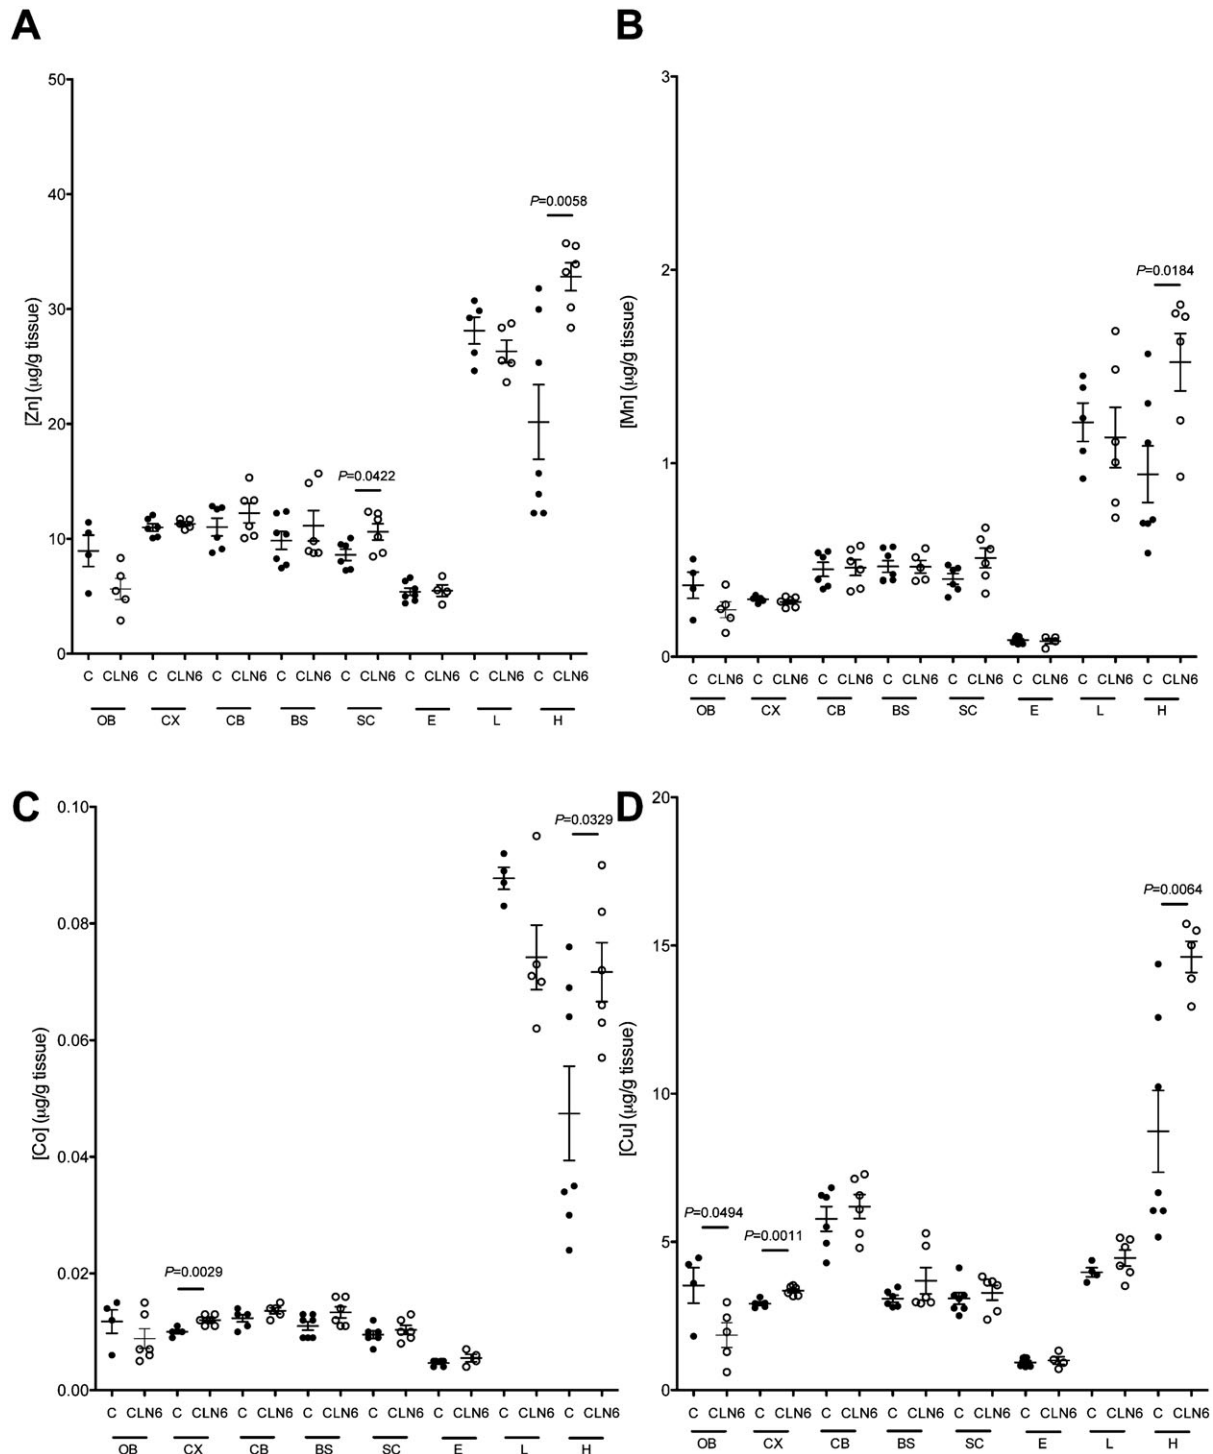 A
B
50
40
30
20
10
0
[Zn] (µg/g tissue)
P=0.0422
P=0.0058
C CLN6 C CLN6 C CLN6 C CLN6 C CLN6 C CLN6 C CLN6 C CLN6
OB CX CB BS SC E L H
3
2
1
0
[Mn] (µg/g tissue)
P=0.0184
C CLN6 C CLN6 C CLN6 C CLN6 C CLN6 C CLN6 C CLN6 C CLN6
OB CX CB BS SC E L H
C
D
0.10
0.08
0.06
0.04
0.02
0.00
[Co] (µg/g tissue)
P=0.0029
P=0.0329
C CLN6 C CLN6 C CLN6 C CLN6 C CLN6 C CLN6 C CLN6 C CLN6
OB CX CB BS SC E L H
20
15
10
5
0
[Cu] (µg/g tissue)
P=0.0494
P=0.0011
P=0.0064
C CLN6 C CLN6 C CLN6 C CLN6 C CLN6 C CLN6 C CLN6 C CLN6
OB CX CB BS SC E L H